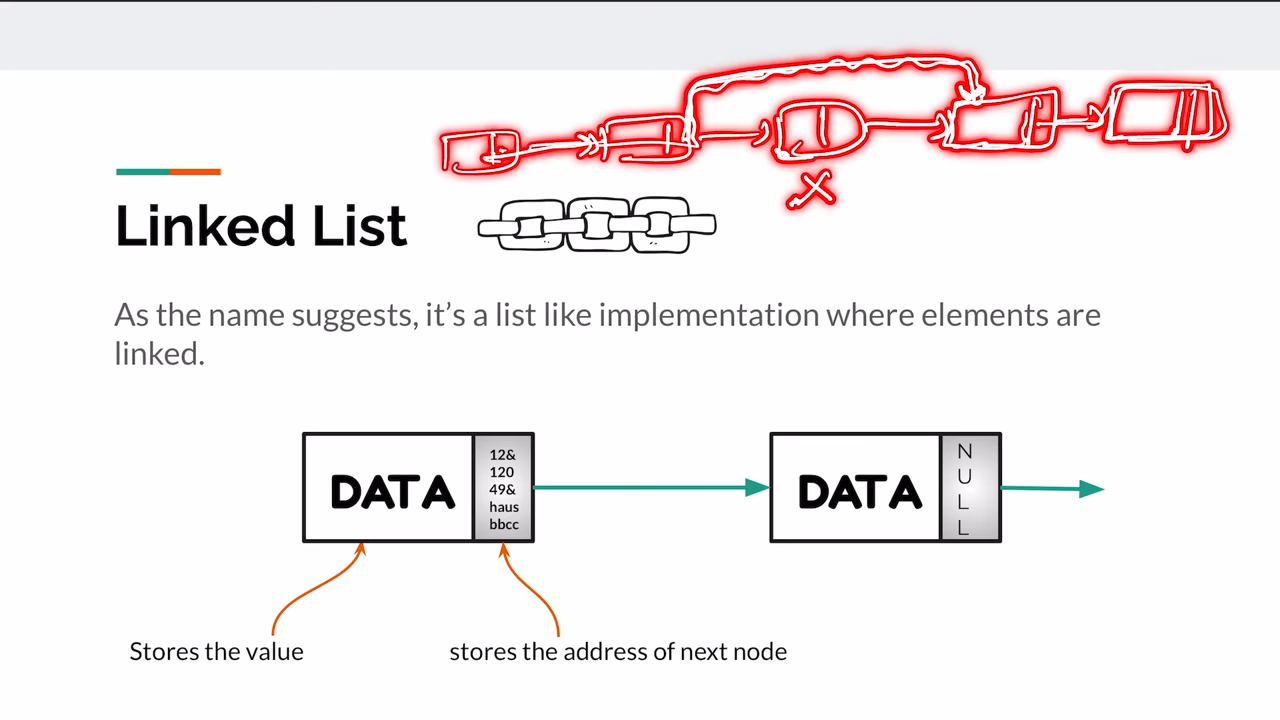 Linked List
As the name suggests, it’s a list like implementation where elements are
linked.
DATA
12&
120
49&
haus
bbcc
DATA
N
U
L
L
Stores the value
stores the address of next node
X